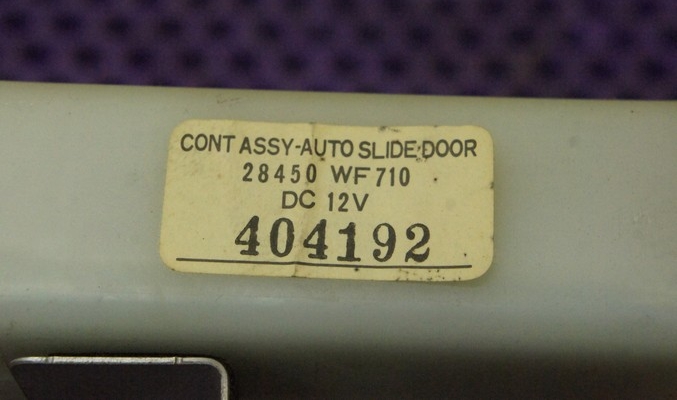 CONT ASSY-AUTO SLIDE DOOR
28450 WF710
DC 12V
404192